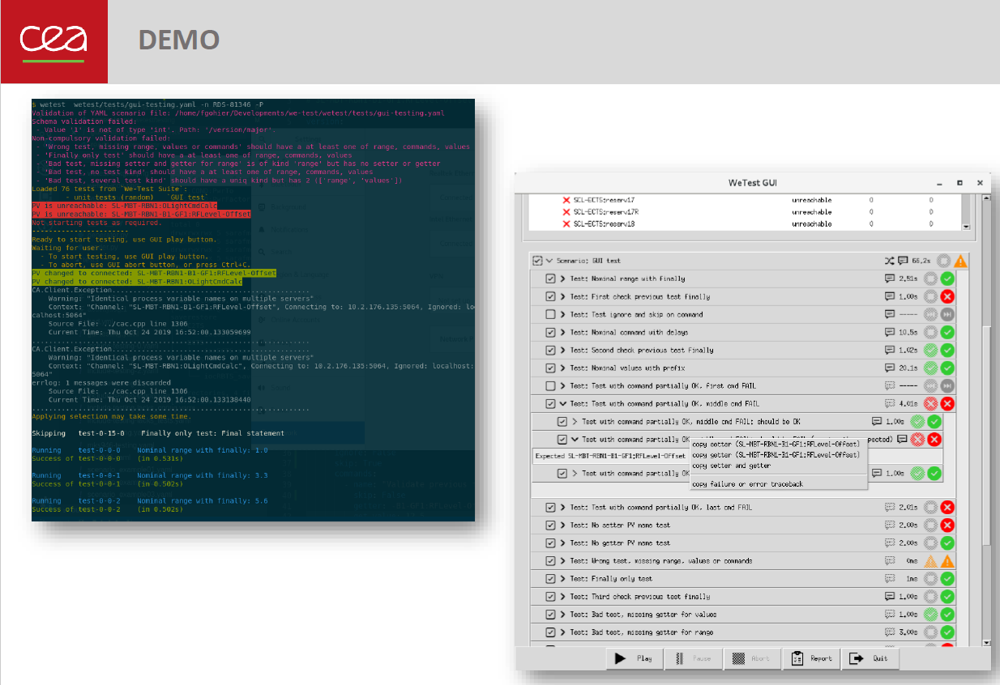 cea
DEMO
$ wetest  wetest/tests/gui-testing.yaml -n RDS-81346 -P
Validation of YAML scenario file: /home/fgohier/Developments/we-test/wetest/tests/gui-testing.yaml
Schema validation failed:
 - Value '1' is not of type 'int'. Path: '/version/major'.
Non-compulsory validation failed:
 - 'Wrong test, missing range, values or commands' should have a at least one of range, commands, values
 - 'Finally only test' should have a at least one of range, commands, values
 - 'Bad test, missing setter and getter for range' is of kind 'range' but has no setter or getter
 - 'Bad test, no test kind' should have a at least one of range, commands, values
 - 'Bad test, several test kind' should have a uniq kind but has 2 (['range', 'values'])
Loaded 76 tests from `We-Test Suite`:
        - unit tests (random)   `GUI test`
PV is unreachable: SL-MBT-RBN1:OLightCmdCalc
PV is unreachable: SL-MBT-RBN1-B1-GF1:RFLevel-Offset
Not starting tests as required.
-----------------------
Ready to start testing, use GUI play button.
Waiting for user.
  - To start testing, use GUI play button.
  - To abort, use GUI abort button, or press Ctrl+C.
PV changed to connected: SL-MBT-RBN1-B1-GF1:RFLevel-Offset
PV changed to connected: SL-MBT-RBN1:OLightCmdCalc
CA.Client.Exception...............................................
    Warning: "Identical process variable names on multiple servers"
    Context: "Channel: "SL-MBT-RBN1-B1-GF1:RFLevel-Offset", Connecting to: 10.2.176.135:5064, Ignored: lo
calhost:5064"
    Source File: ../cac.cpp line 1306
    Current Time: Thu Oct 24 2019 16:52:00.133059699
..................................................................
CA.Client.Exception...............................................
    Warning: "Identical process variable names on multiple servers"
    Context: "Channel: "SL-MBT-RBN1:OLightCmdCalc", Connecting to: 10.2.176.135:5064, Ignored: localhost:
5064"
errlog: 1 messages were discarded
    Source File: ../cac.cpp line 1306
    Current Time: Thu Oct 24 2019 16:52:00.133138440
..................................................................
Applying selection may take some time.
Skipping   test-0-15-0    Finally only test: Final statement
Running    test-0-0-0   Nominal range with finally: 1.0
Success of test-0-0-0   (in 0.531s)
Running    test-0-0-1   Nominal range with finally: 3.3
Success of test-0-0-1   (in 0.502s)
Running    test-0-0-2   Nominal range with finally: 5.6
Success of test-0-0-2   (in 0.502s)
WeTest GUI
SCL-ECTS:reserv17 unreachable 0 0
SCL-ECTS:reserv17R unreachable 0 0
SCL-ECTS:reserv18 unreachable 0 0
Scenario: GUI test 66.2s
Test: Nominal range with finally 2.51s
Test: First check previous test finally 1.00s
Test: Test ignore and skip on command -----
Test: Nominal command with delays 10.5s
Test: Second check previous test Finally 1.02s
Test: Nominal values with prefix 20.1s
Test: Test with command partially OK, first cmd FAIL -----
Test: Test with command partially OK, middle cmd FAIL 4.01s
Test with command partially OK, middle cmd FAIL: should be OK 1.00s
Test with command partially OK,
copy setter (SL-MBT-RBN1-B1-GF1:RFLevel-Offset)
Expected SL-MBT-RBN1-B1-GF1:RFLevel-Offset
copy getter (SL-MBT-RBN1-B1-GF1:RFLevel-Offset)
copy setter and getter
Test with command partially OK 1.00s
copy failure or error traceback
Test: Test with command partially OK, last cmd FAIL 2.01s
Test: No setter PV name test 2.00s
Test: No getter PV name test 2.00s
Test: Wrong test, missing range, values or commands 0ms
Test: Finally only test 1ms
Test: Third check previous test finally 1.00s
Test: Bad test, missing getter for values 1.00s
Test: Bad test, missing getter for range 3.00s
Play Pause Abort Report Quit